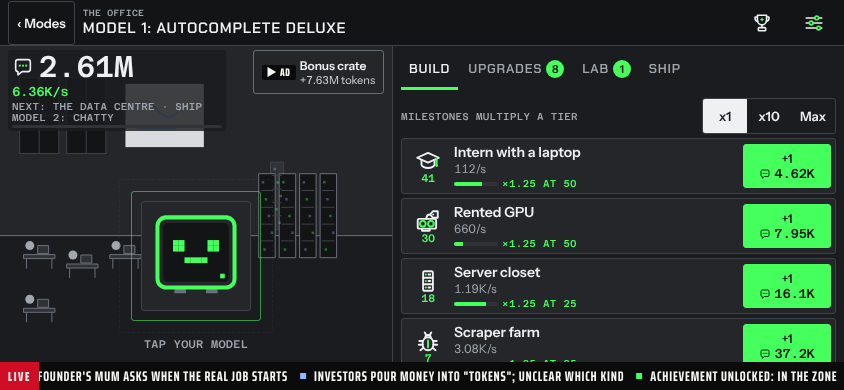 ‹ Modes
THE OFFICE
MODEL 1: AUTOCOMPLETE DELUXE
2.61M
6.36K/s
NEXT: THE DATA CENTRE · SHIP
MODEL 2: CHATTY
AD
Bonus crate
+7.63M tokens
TAP YOUR MODEL
BUILD
UPGRADES 8
LAB 1
SHIP
MILESTONES MULTIPLY A TIER
x1
x10
Max
Intern with a laptop
112/s
41
×1.25 AT 50
+1
4.62K
Rented GPU
660/s
30
×1.25 AT 50
+1
7.95K
Server closet
1.19K/s
18
×1.25 AT 25
+1
16.1K
Scraper farm
3.08K/s
7
×1.25 AT 25
+1
37.2K
LIVE
FOUNDER'S MUM ASKS WHEN THE REAL JOB STARTS
INVESTORS POUR MONEY INTO "TOKENS"; UNCLEAR WHICH KIND
ACHIEVEMENT UNLOCKED: IN THE ZONE